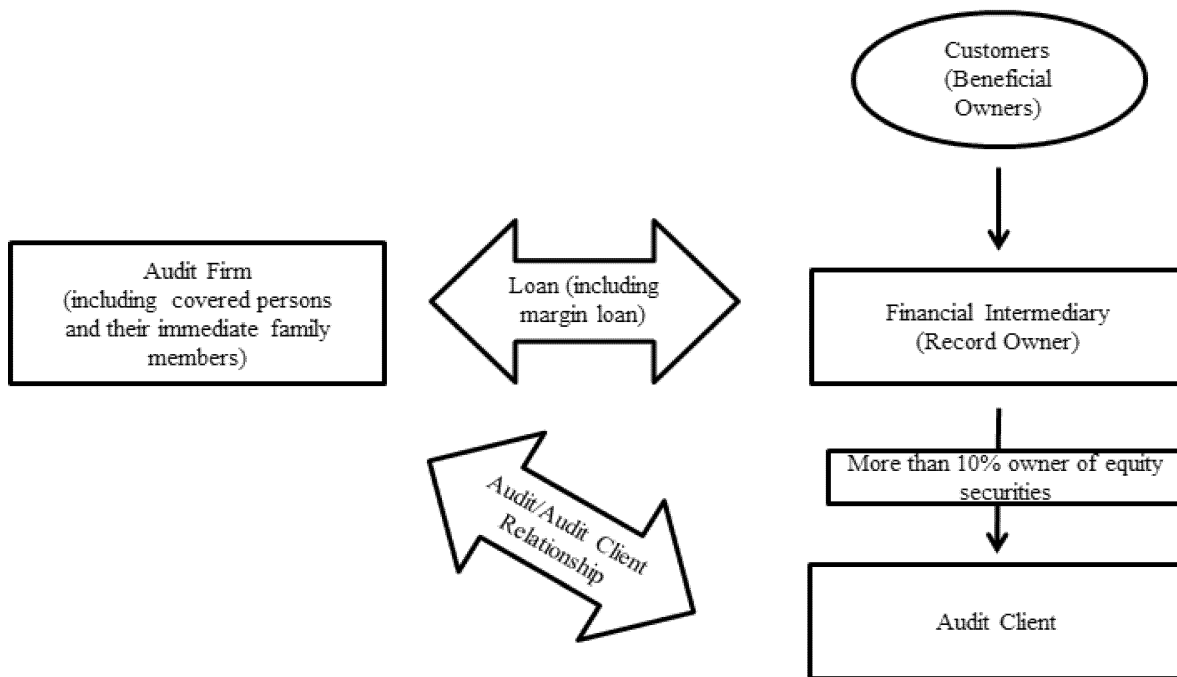 Customers
(Beneficial
Owners)
Audit Firm
(including covered persons
and their immediate family
members)
Loan (including
margin loan)
Financial Intermediary
(Record Owner)
More than 10% owner of equity
securities
Audit/Audit Client
Relationship
Audit Client